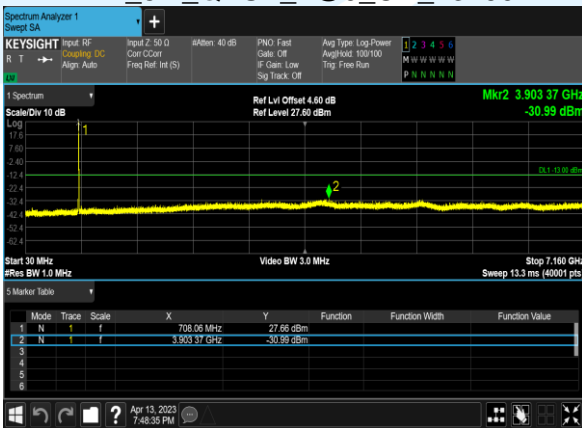 Spectrum Analyzer 1
Swept SA
KEYSIGHT Input: RF Input Z: 50 Ω #Atten: 40 dB PNO: Fast Avg Type: Log-Power 1 2 3 4 5 6
R T Coupling: DC Corr CCorr Gate: Off Avg|Hold: 100/100 M W W W W W
Align: Auto Freq Ref: Int (S) IF Gain: Low Trig: Free Run
Sig Track: Off P N N N N N
LW
1 Spectrum Ref Lvl Offset 4.60 dB Mkr2 3.903 37 GHz
Scale/Div 10 dB Ref Level 27.60 dBm -30.99 dBm
Log
17.6 1
7.60
-2.40
-12.4 DL1 -13.00 dBm
-22.4 2
-32.4
-42.4
-52.4
-62.4
Start 30 MHz Video BW 3.0 MHz Stop 7.160 GHz
#Res BW 1.0 MHz Sweep 13.3 ms (40001 pts
5 Marker Table
Mode Trace Scale X Y Function Function Width Function Value
1 N 1 f 708.06 MHz 27.66 dBm
2 N 1 f 3.903 37 GHz -30.99 dBm
3
4
5
6
? Apr 13, 2023
7:48:35 PM